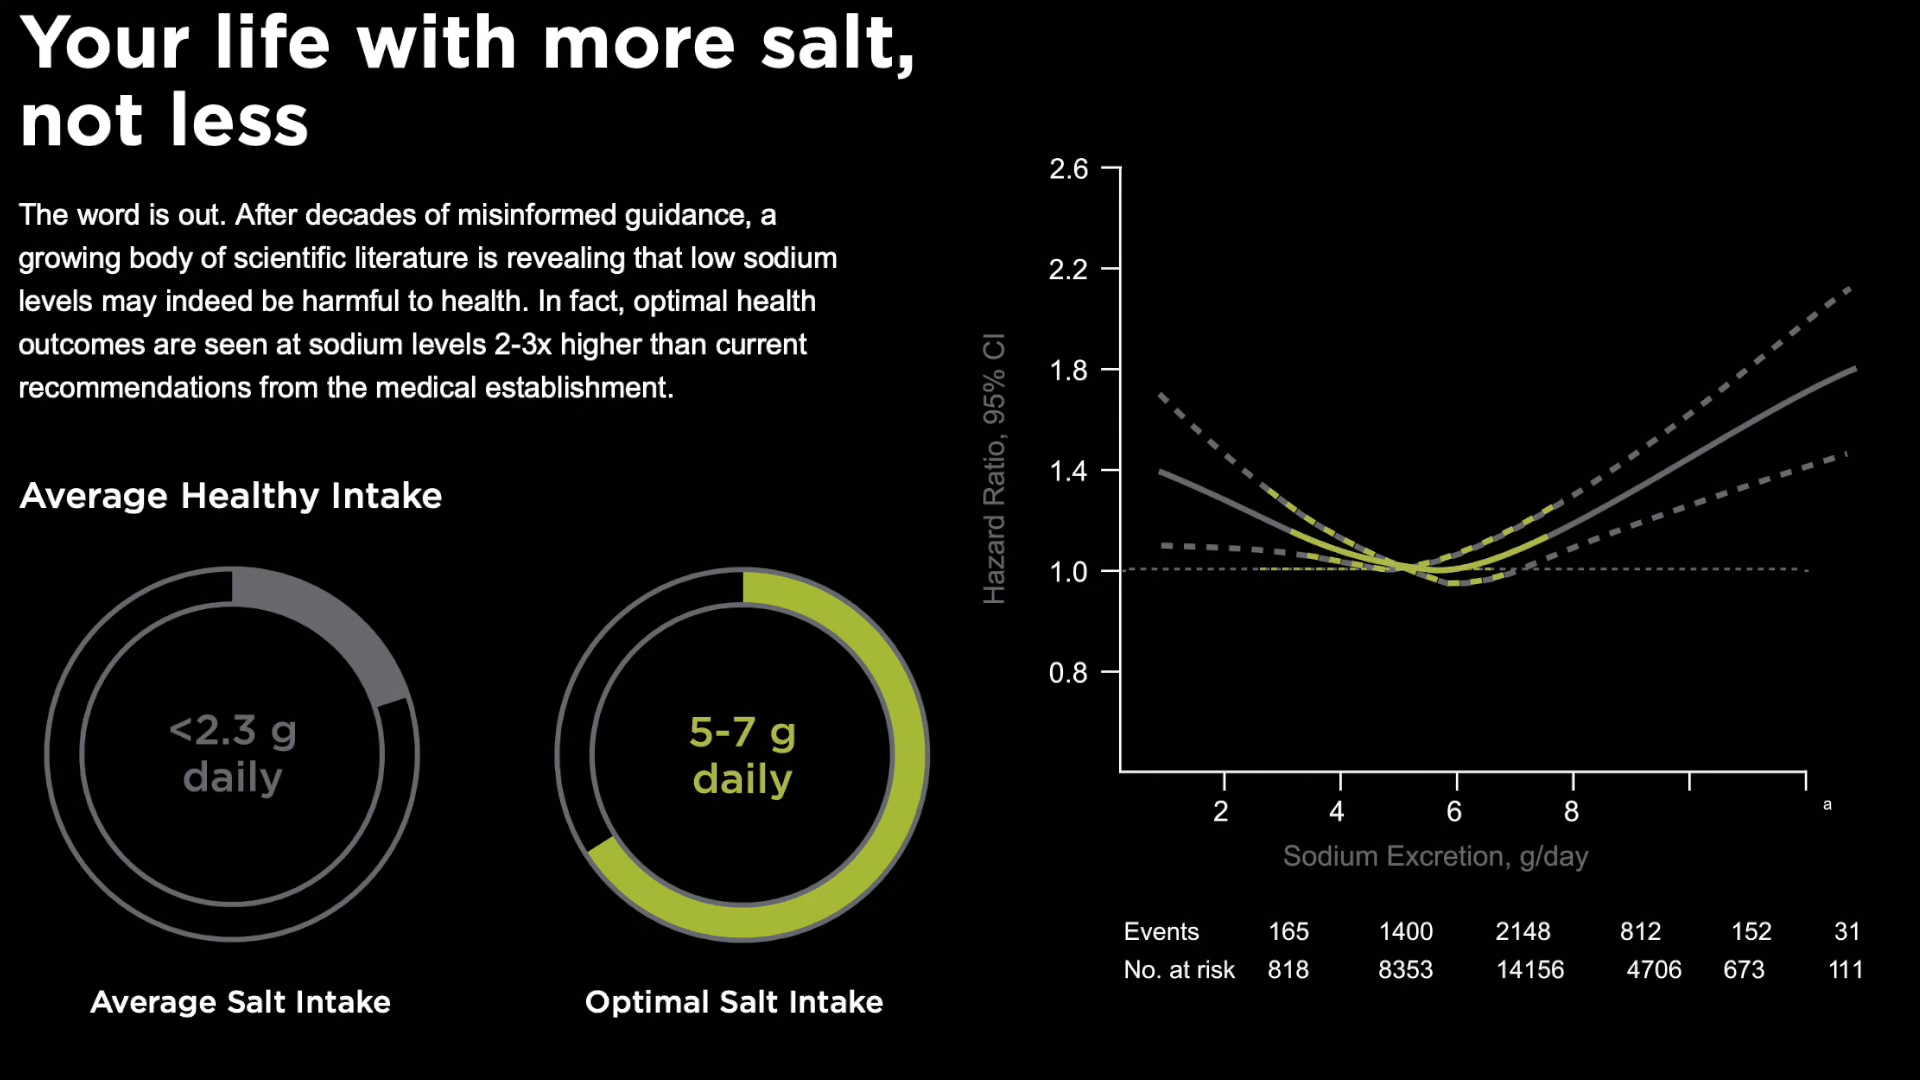 Your life with more salt,
not less
The word is out. After decades of misinformed guidance, a
growing body of scientific literature is revealing that low sodium
levels may indeed be harmful to health. In fact, optimal health
outcomes are seen at sodium levels 2-3x higher than current
recommendations from the medical establishment.
Average Healthy Intake
<2.3 g
daily
Average Salt Intake
5-7 g
daily
Optimal Salt Intake
Hazard Ratio, 95% CI
2.6
2.2
1.8
1.4
1.0
0.8
2 4 6 8 a
Sodium Excretion, g/day
Events 165 1400 2148 812 152 31
No. at risk 818 8353 14156 4706 673 111